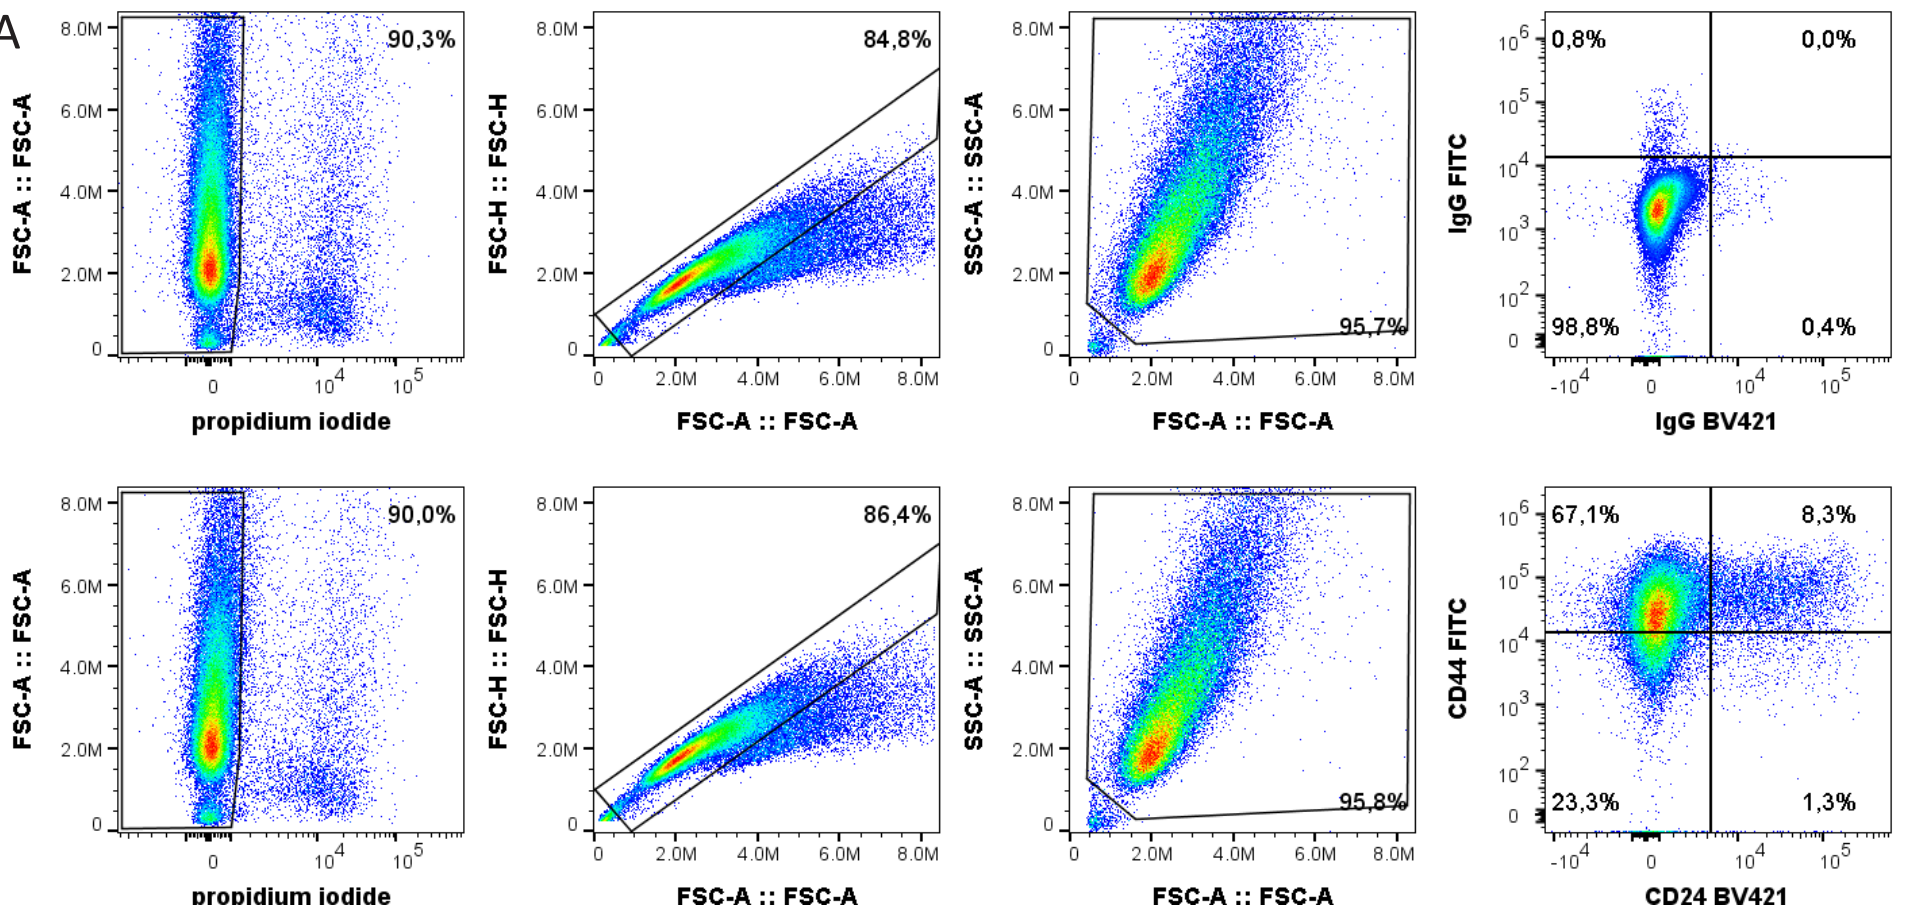 A
8.0M
6.0M
4.0M
2.0M
0
FSC-A :: FSC-A
90,3%
0 10^4 10^5
propidium iodide
8.0M
6.0M
4.0M
2.0M
0
FSC-H :: FSC-H
84,8%
0 2.0M 4.0M 6.0M 8.0M
FSC-A :: FSC-A
8.0M
6.0M
4.0M
2.0M
0
SSC-A :: SSC-A
95,7%
0 2.0M 4.0M 6.0M 8.0M
FSC-A :: FSC-A
10^6
10^5
10^4
10^3
10^2
0
IgG FITC
0,8% 0,0%
98,8% 0,4%
-10^4 0 10^4 10^5
IgG BV421
8.0M
6.0M
4.0M
2.0M
0
FSC-A :: FSC-A
90,0%
0 10^4 10^5
propidium iodide
8.0M
6.0M
4.0M
2.0M
0
FSC-H :: FSC-H
86,4%
0 2.0M 4.0M 6.0M 8.0M
FSC-A :: FSC-A
8.0M
6.0M
4.0M
2.0M
0
SSC-A :: SSC-A
95,8%
0 2.0M 4.0M 6.0M 8.0M
FSC-A :: FSC-A
10^6
10^5
10^4
10^3
10^2
0
CD44 FITC
67,1% 8,3%
23,3% 1,3%
-10^4 0 10^4 10^5
CD24 BV421